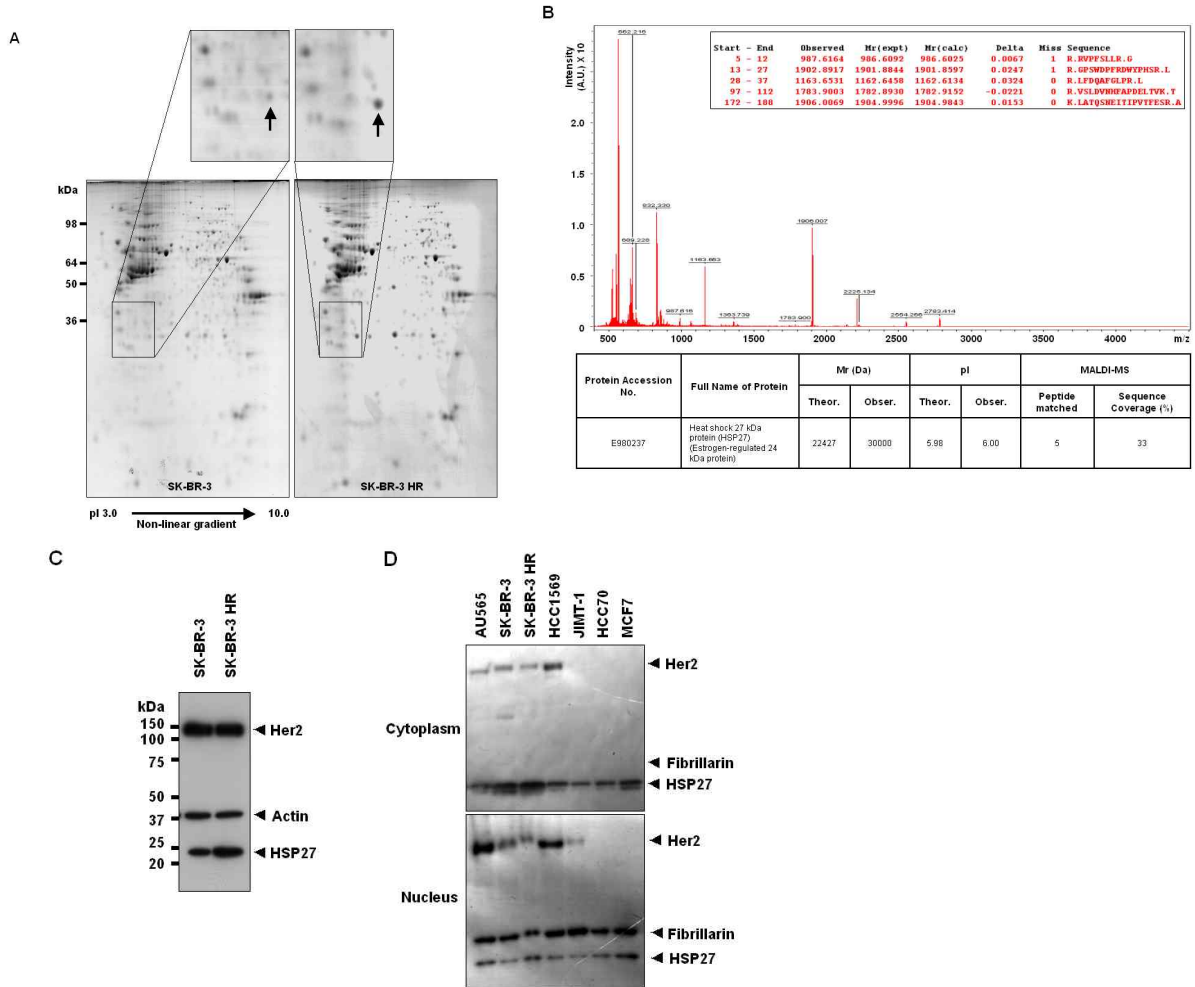 A
kDa
98
64
50
36
SK-BR-3
SK-BR-3 HR
pI 3.0
10.0
Non-linear gradient
B
Intensity
(A.U.) X 10
2.0
1.5
1.0
0.5
0
662.216
832.330
689.228
1163.653
1906.007
2225.134
987.616
1363.739
1783.900
2783.414
500 1000 1500 2000 2500 3000 3500 4000 m/z
Start - End Observed Mr(expt) Mr(calc) Delta Miss Sequence
5 - 12 987.6164 986.6092 986.6025 0.0067 1 R.RVPFSLLR.G
13 - 27 1902.8917 1901.8844 1901.8597 0.0247 1 R.GPSWDPFRDWYPHSR.L
28 - 37 1163.6531 1162.6458 1162.6134 0.0324 0 R.LFDQAFGLPR.L
97 - 112 1783.9003 1782.8930 1782.9152 -0.0221 0 R.VSLDVNHFAPDELTVK.Y
172 - 188 1906.0069 1904.9996 1904.9843 0.0153 0 K.LATQSNEITIPVTFESR.A
Protein Accession No. Full Name of Protein Mr (Da) pI MALDI-MS
Theor. Obser. Theor. Obser. Peptide matched Sequence Coverage (%)
E980237 Heat shock 27 kDa protein (HSP27) (Estrogen-regulated 24 kDa protein) 22427 30000 5.98 6.00 5 33
C
SK-BR-3
SK-BR-3 HR
kDa
150
100
75
50
37
25
20
Her2
Actin
HSP27
D
AU565
SK-BR-3
SK-BR-3 HR
HCC1569
JIMT-1
HCC70
MCF7
Cytoplasm
Her2
Fibrillarin
HSP27
Nucleus
Her2
Fibrillarin
HSP27